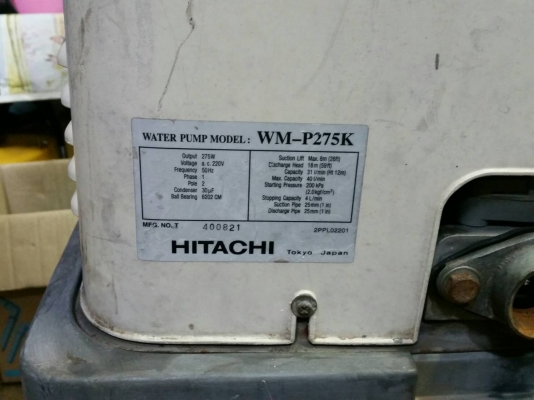 WATER PUMP MODEL: WM-P275K
Output 275W
Voltage a.c. 220V
Frequency 50Hz
Phase 1
Pole 2
Condenser 30µF
Ball Bearing 6202 DM
Suction Lift Max. 8m (26ft)
Discharge Head 18m (59ft)
Capacity 31 l/min (Ht 12m)
Max. Capacity 40 l/min
Starting Pressure 200 kPa
(2.0kgf/cm²)
Stopping Capacity 4 L/min
Suction Pipe 25mm (1 in)
Discharge Pipe 25mm (1 in)
MFG. NO. T 400821
2PPL02201
HITACHI Tokyo Japan